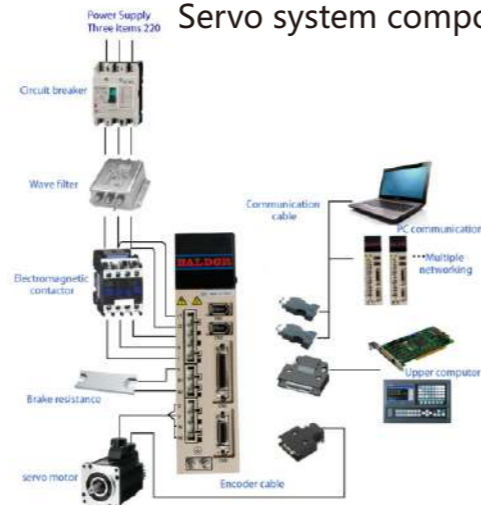 Servo system compo
Power Supply
Three items 220
Circuit breaker
Wave filter
Communication
cable
PC communication
Multiple
networking
Electromagnetic
contactor
HALDGR
Upper computer
Brake resistance
servo motor
Encoder cable